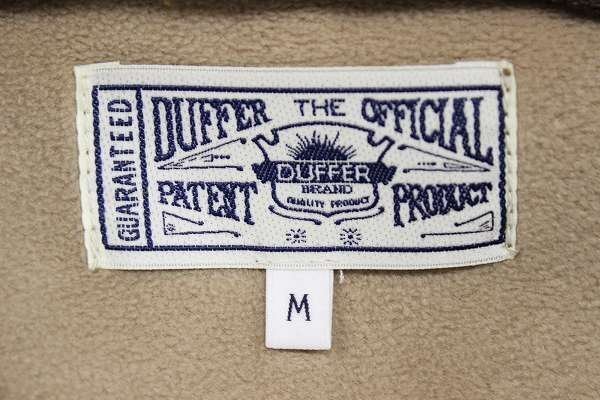 GUARANTEED
DUFFER THE OFFICIAL
DUFFER
BRAND
QUALITY PRODUCT
PATENT PRODUCT
M